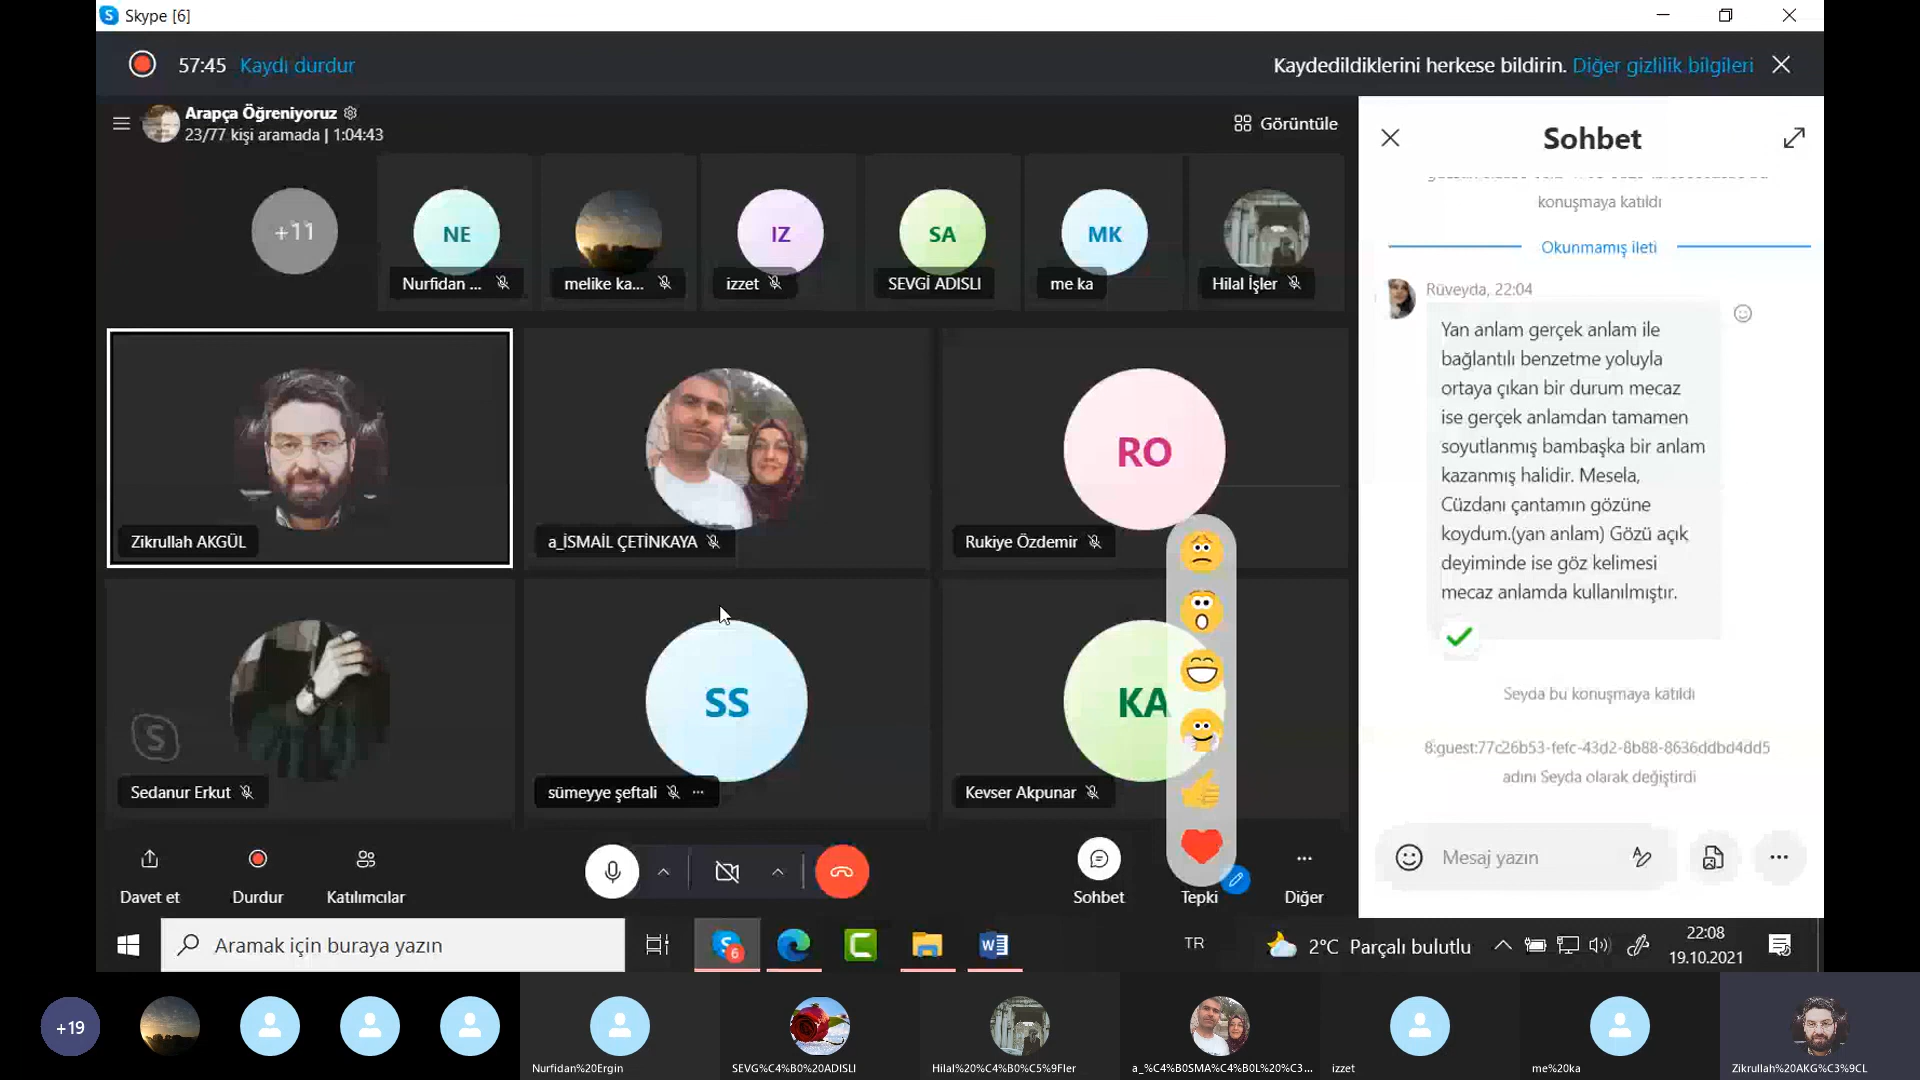 Skype [6]
57:45 Kaydı durdur
Kaydedildiklerini herkese bildirin. Diğer gizlilik bilgileri
Arapça Öğreniyoruz
23/77 kişi aramada | 1:04:43
Görüntüle
+11
NE
IZ
SA
MK
Nurfidan ...
melike ka...
izzet
SEVGİ ADISLI
me ka
Hilal İşler
RO
Zikrullah AKGÜL
a_İSMAİL ÇETİNKAYA
Rukiye Özdemir
SS
KA
Sedanur Erkut
sümeyye şeftali
Kevser Akpunar
Davet et
Durdur
Katılımcılar
Sohbet
Tepki
Diğer
Sohbet
konuşmaya katıldı
Okunmamış ileti
Rüveyda, 22:04
Yan anlam gerçek anlam ile
bağlantılı benzetme yoluyla
ortaya çıkan bir durum mecaz
ise gerçek anlamdan tamamen
soyutlanmış bambaşka bir anlam
kazanmış halidir. Mesela,
Cüzdanı çantamın gözüne
koydum.(yan anlam) Gözü açık
deyiminde ise göz kelimesi
mecaz anlamda kullanılmıştır.
Seyda bu konuşmaya katıldı
8:guest:77c26b53-fefc-43d2-8b88-8636ddbd4dd5
adını Seyda olarak değiştirdi
Mesaj yazın
Aramak için buraya yazın
6
TR
2°C Parçalı bulutlu
22:08
19.10.2021
+19
Nurfidan%20Ergin
SEVG%C4%B0%20ADISLI
Hilal%20%C4%B0%C5%9Fler
a_%C4%B0SMA%C4%B0L%20%C3...
izzet
me%20ka
Zikrullah%20AKG%C3%9CL